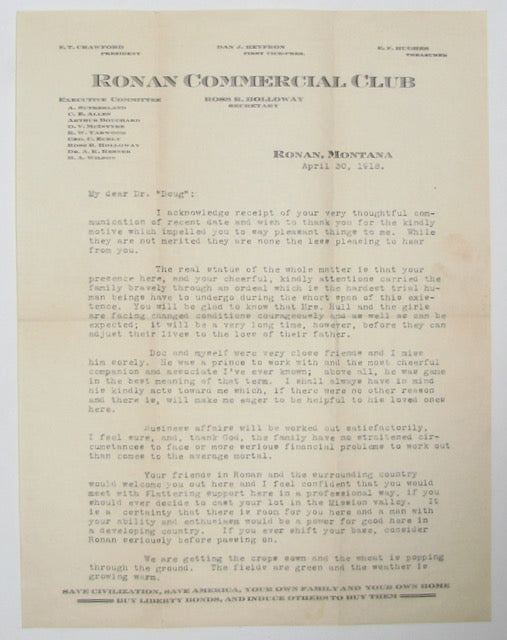 E. T. CRAWFORD
PRESIDENT
DAN J. HEYFRON
FIRST VICE-PRES.
E. F. HUGHES
TREASURER
RONAN COMMERCIAL CLUB
EXECUTIVE COMMITTEE
A. SUTHERLAND
C. E. ALLEN
ARTHUR BOUCHARD
D. V. MCINTYRE
R. W. YARWOOD
GEO. C. 
ROSS R. HOLLOWAY
DR. A. E. 
H. A. WILSON
ROSS R. HOLLOWAY
SECRETARY
RONAN, MONTANA
April 30, 1918.
My dear Dr. "Doug":
I acknowledge receipt of your very thoughtful com-
munication of recent date and wish to thank you for the kindly
motive which impelled you to say pleasant things to me. While
they are not merited they are none the less pleasing to hear
from you.
The real status of the whole matter is that your
presence here, and your cheerful, kindly attentions carried the
family bravely through an ordeal which is the hardest trial hu-
man beings have to undergo during the short span of this exis-
tence. You will be glad to know that Mrs. Hull and the girls
are facing changed conditions courageously and as well as can be
expected; it will be a very long time, however, before they can
adjust their lives to the love of their father.
Doc and myself were very close friends and I miss
him sorely. He was a prince to work with and the most cheerful
companion and associate I've ever known; above all, he was game
in the best meaning of that term. I shall always have in mind
his kindly acts toward me which, if there were no other reason
and there is, will make me eager to be helpful to his loved ones
here.
Business affairs will be worked out satisfactorily,
I feel sure, and, thank God, the family have no straitened cir-
cumstances to face or more serious financial problems to work out
than comes to the average mortal.
Your friends in Ronan and the surrounding country
would welcome you out here and I feel confident that you would
meet with flattering support here in a professional way, if you
should ever decide to cast your lot in the Mission valley. It
is a certainty that there is room for you here and a man with
your ability and enthusiasm would be a power for good here in
a developing country. If you ever shift your base, consider
Ronan seriously before passing on.
We are getting the crops sown and the wheat is popping
through the ground. The fields are green and the weather is
growing warm.
SAVE CIVILIZATION, SAVE AMERICA, YOUR OWN FAMILY AND YOUR OWN HOME
BUY LIBERTY BONDS, AND INDUCE OTHERS TO BUY THEM